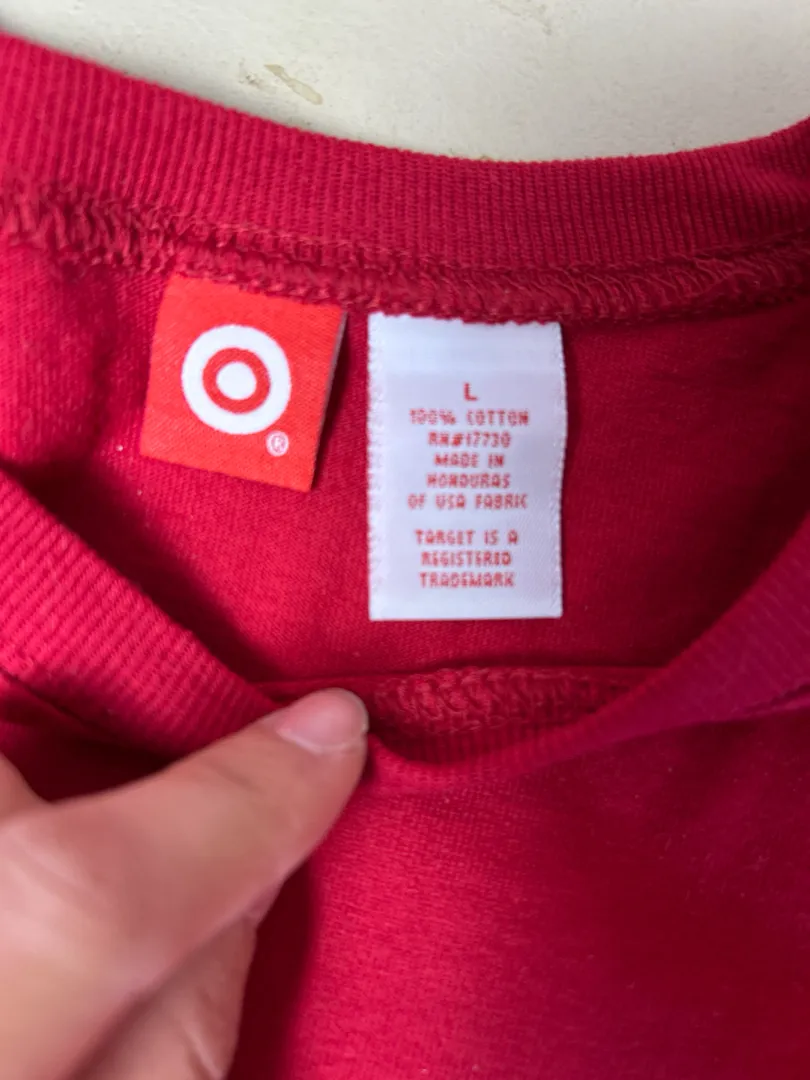 ®
L
100% COTTON
RN#17730
MADE IN
HONDURAS
OF USA FABRIC
TARGET IS A
REGISTERED
TRADEMARK